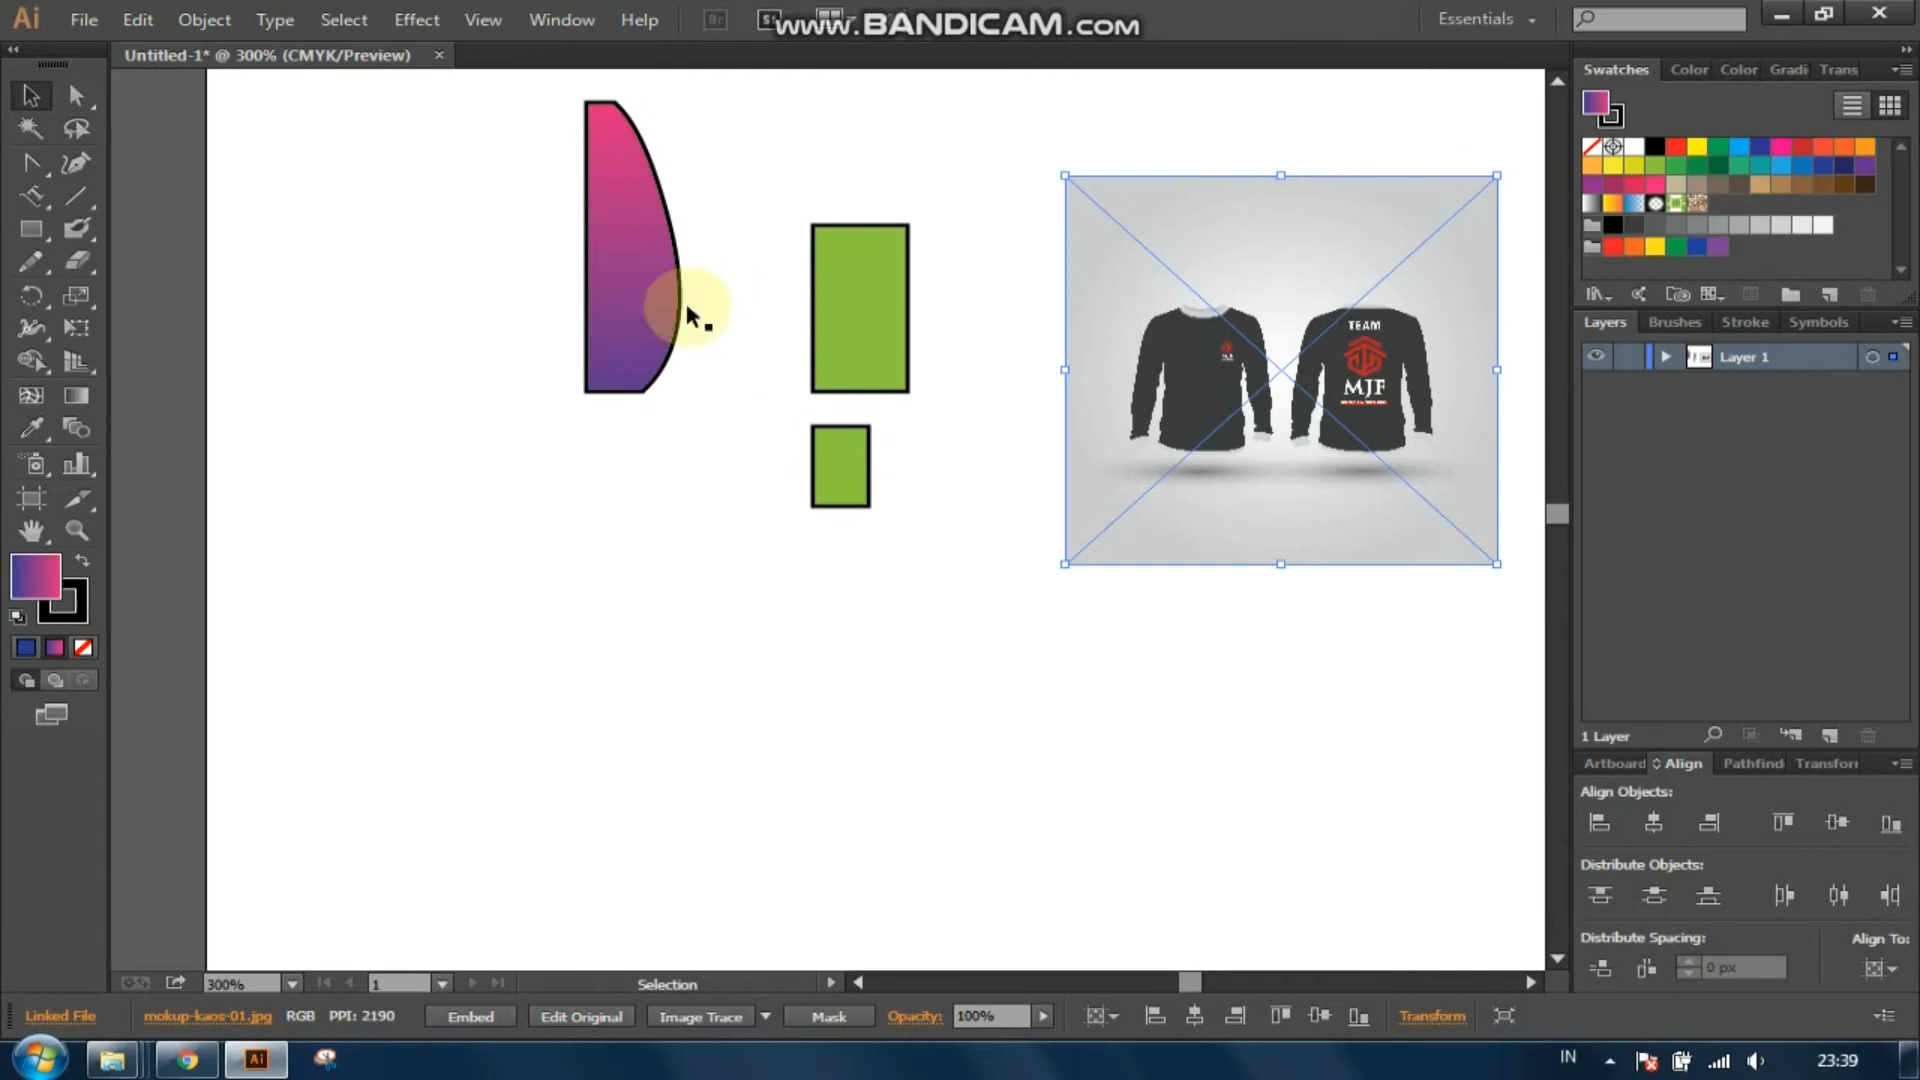 Ai File Edit Object Type Select Effect View Window Help Br St Essentials
www.BANDICAM.com
Untitled-1* @ 300% (CMYK/Preview)
Swatches Color Color Gradi Trans
TEAM
MJF
Layers Brushes Stroke Symbols
Layer 1
1 Layer
Artboard Align Pathfind Transform
Align Objects:
Distribute Objects:
Distribute Spacing: Align To:
0 px
300% 1 Selection
Linked File mokup-kaos-01.jpg RGB PPI: 2190 Embed Edit Original Image Trace Mask Opacity: 100% Transform
Ai IN 23:39